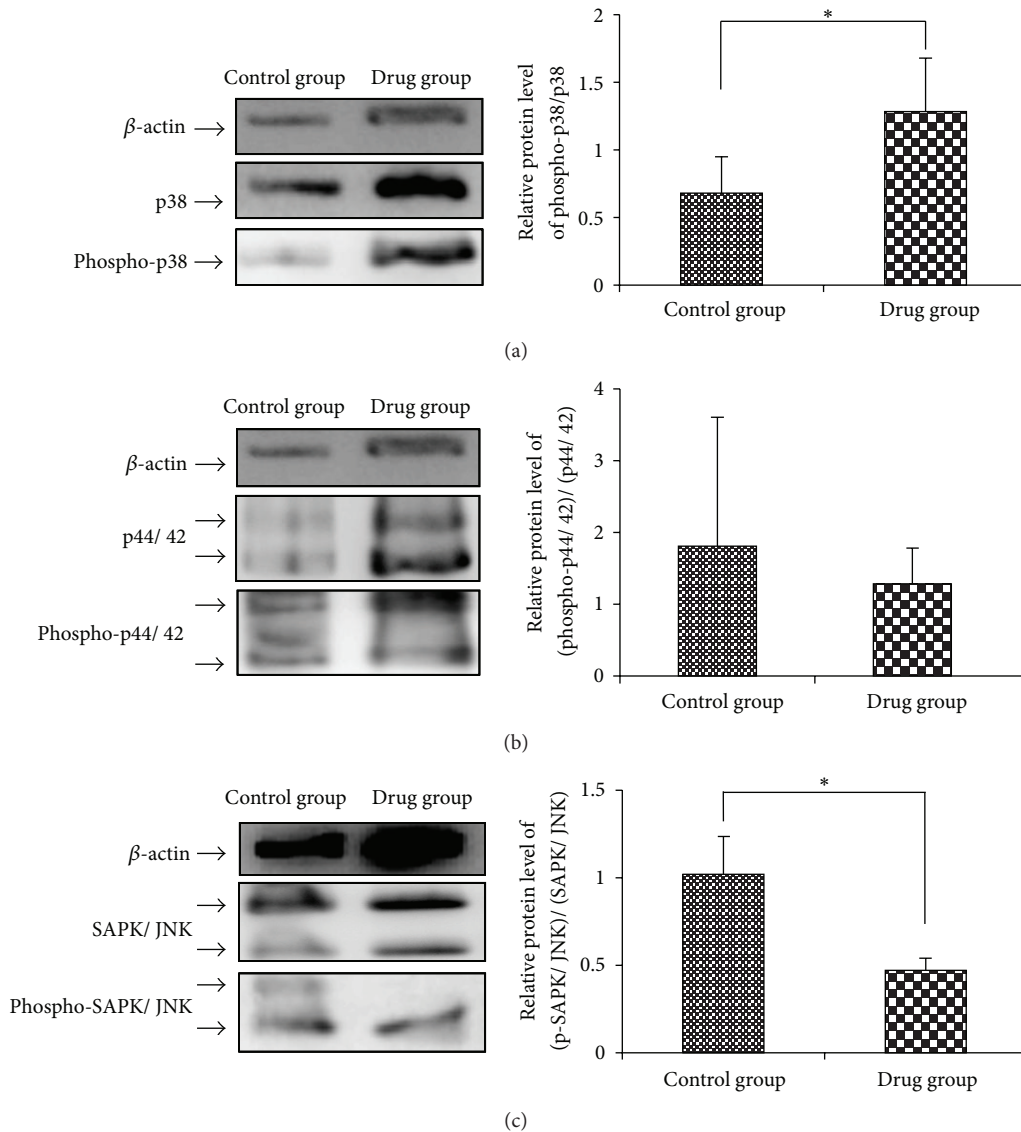 Control group Drug group
β-actin →
p38 →
Phospho-p38 →
Relative protein level
of phospho-p38/p38
2
1.5
1
0.5
0
*
Control group Drug group
(a)
Control group Drug group
β-actin →
→
p44/ 42
→
→
Phospho-p44/ 42
→
Relative protein level of
(phospho-p44/ 42)/ (p44/ 42)
4
3
2
1
0
Control group Drug group
(b)
Control group Drug group
β-actin →
→
SAPK/ JNK
→
→
Phospho-SAPK/ JNK
→
Relative protein level of
(p-SAPK/ JNK)/ (SAPK/ JNK)
1.5
1
0.5
0
*
Control group Drug group
(c)